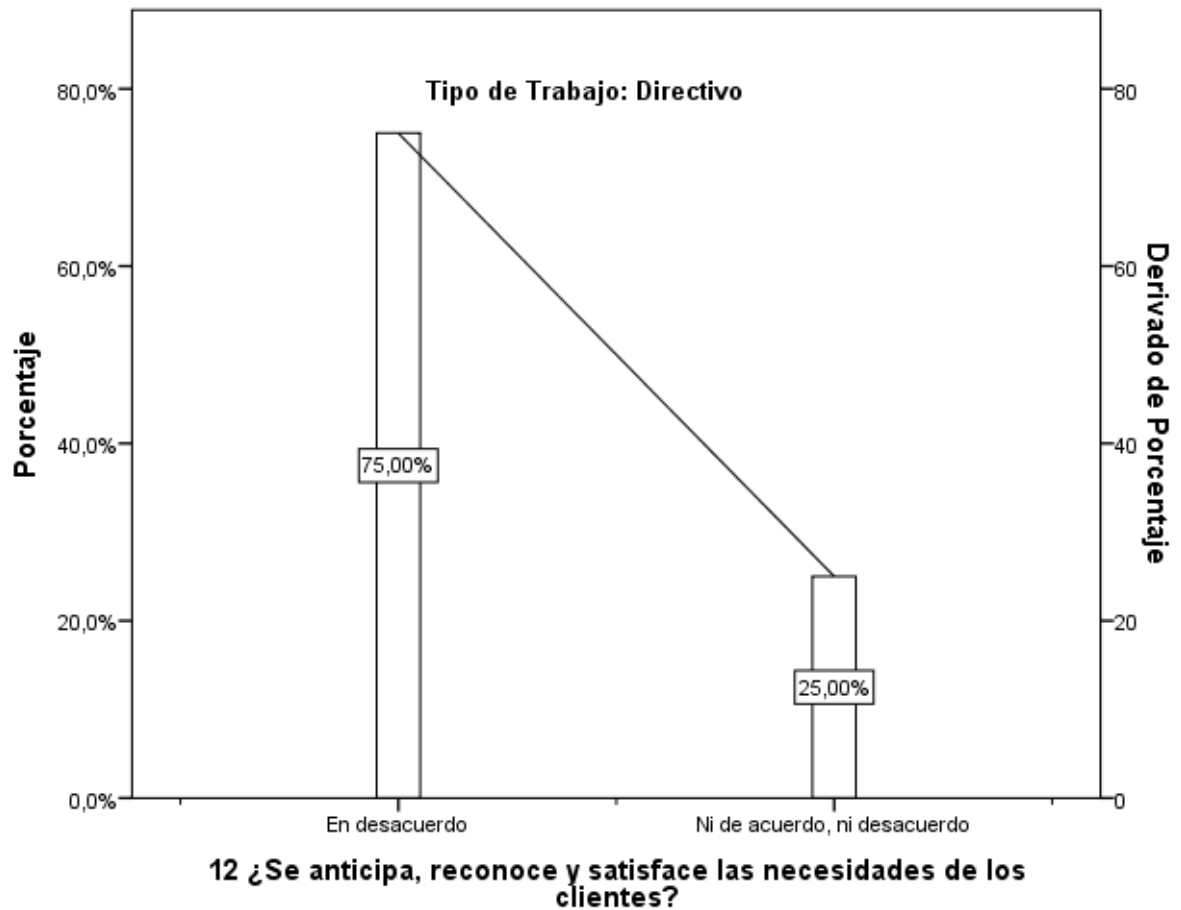 Tipo de Trabajo: Directivo
80,0%
60,0%
40,0%
20,0%
0,0%
Porcentaje
80
60
40
20
0
Derivado de Porcentaje
75,00%
25,00%
En desacuerdo
Ni de acuerdo, ni desacuerdo
12 ¿Se anticipa, reconoce y satisface las necesidades de los
clientes?